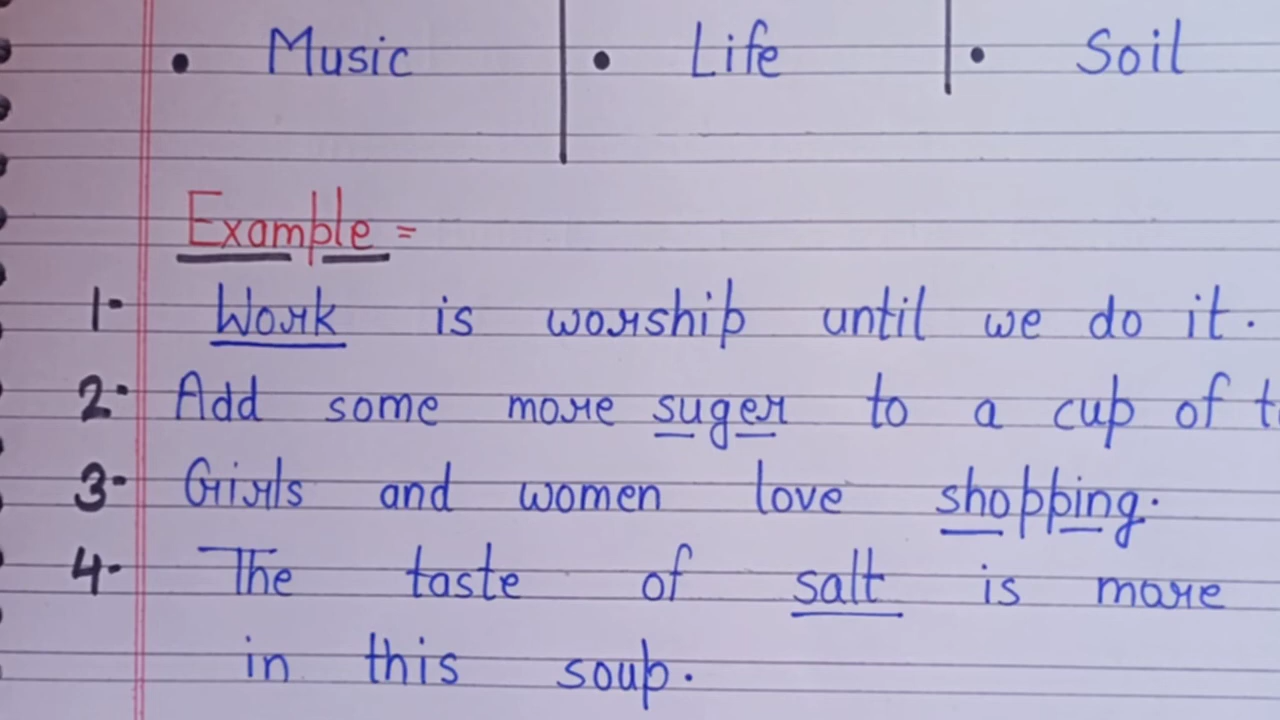 • Music • Life • Soil
Example =
1- Work is worship until we do it.
2- Add some more suger to a cup of
3- Girls and women love shopping.
4- The taste of salt is more
in this soup.